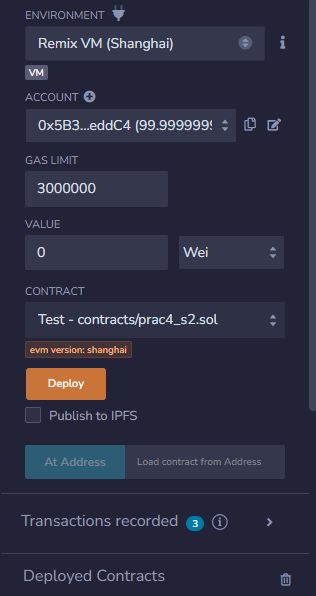 ENVIRONMENT
Remix VM (Shanghai)
VM
ACCOUNT
0x5B3...eddC4 (99.9999999
GAS LIMIT
3000000
VALUE
0
Wei
CONTRACT
Test - contracts/prac4_s2.sol
evm version: shanghai
Deploy
Publish to IPFS
At Address
Load contract from Address
Transactions recorded 3
Deployed Contracts